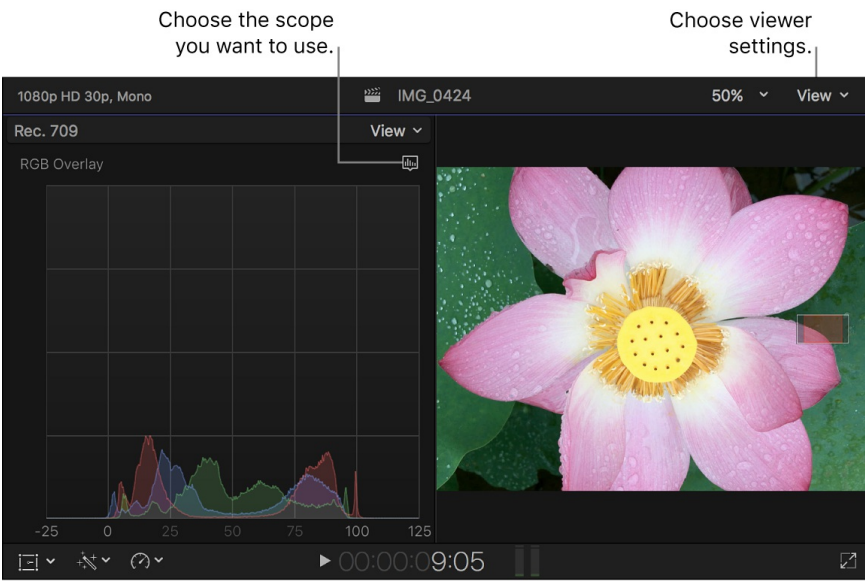 Choose the scope
you want to use.
Choose viewer
settings.
1080p HD 30p, Mono
IMG_0424
50%
View
Rec. 709
View
RGB Overlay
-25 0 25 50 75 100 125
00:00:09:05